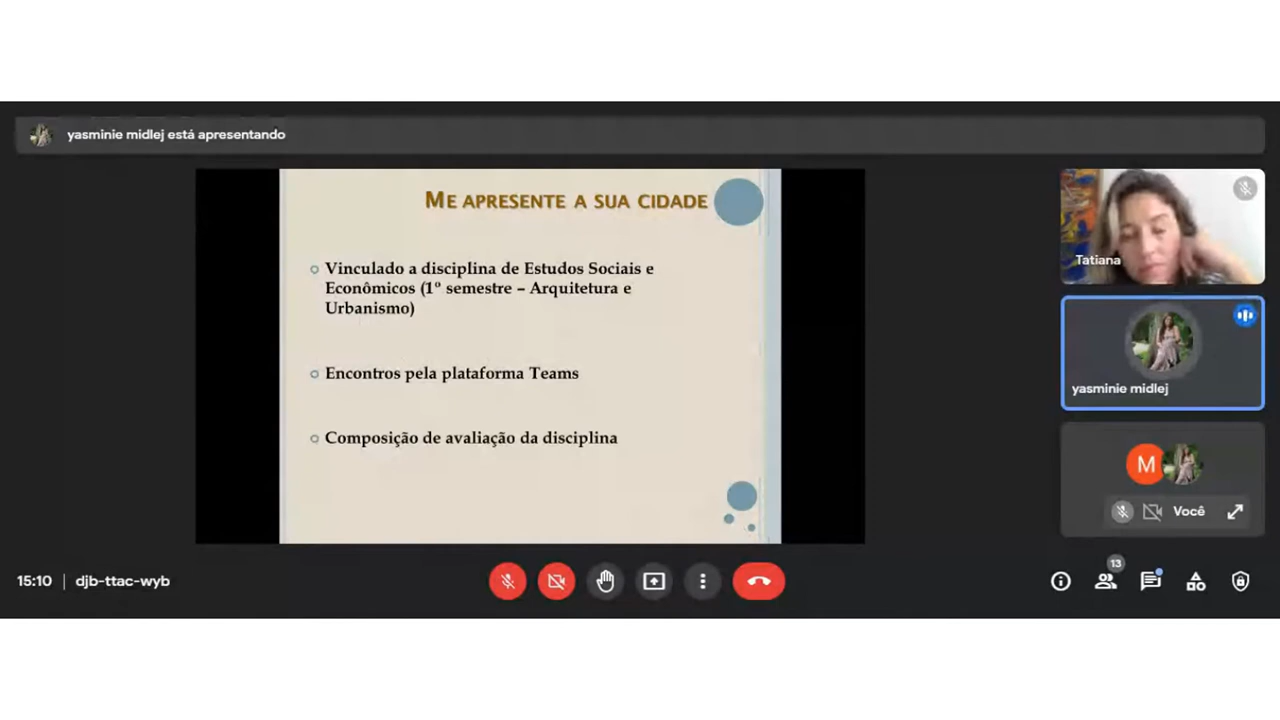 yasminie midlej está apresentando
ME APRESENTE A SUA CIDADE
Vinculado a disciplina de Estudos Sociais e
Econômicos (1º semestre – Arquitetura e
Urbanismo)
Encontros pela plataforma Teams
Composição de avaliação da disciplina
Tatiana
yasminie midlej
M
Você
15:10 | djb-ttac-wyb
13